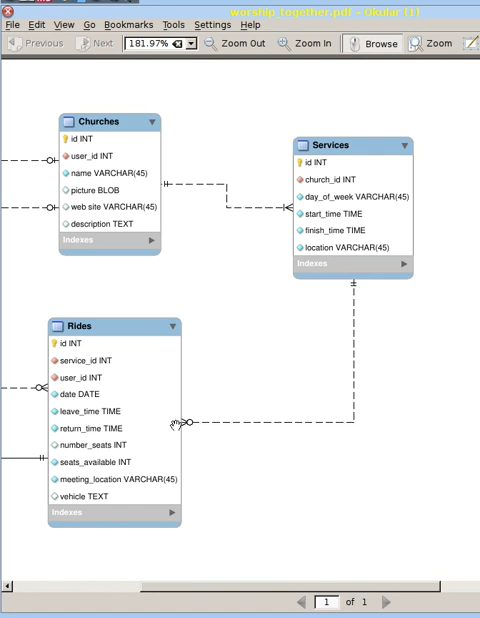 worship_together.pdf – Okular (1)
File Edit View Go Bookmarks Tools Settings Help
Previous Next 181.97% Zoom Out Zoom In Browse Zoom
Churches
id INT
user_id INT
name VARCHAR(45)
picture BLOB
web site VARCHAR(45)
description TEXT
Indexes
Services
id INT
church_id INT
day_of_week VARCHAR(45)
start_time TIME
finish_time TIME
location VARCHAR(45)
Indexes
Rides
id INT
service_id INT
user_id INT
date DATE
leave_time TIME
return_time TIME
number_seats INT
seats_available INT
meeting_location VARCHAR(45)
vehicle TEXT
Indexes
1 of 1